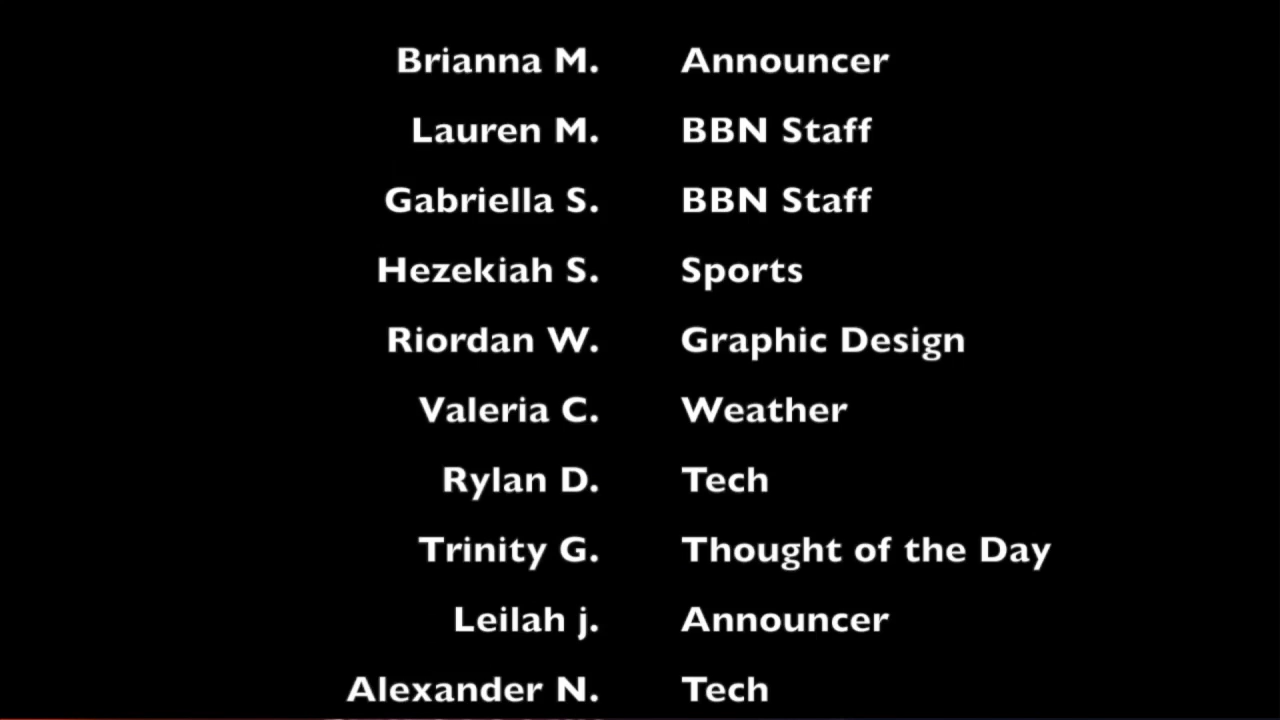 Brianna M. Announcer
Lauren M. BBN Staff
Gabriella S. BBN Staff
Hezekiah S. Sports
Riordan W. Graphic Design
Valeria C. Weather
Rylan D. Tech
Trinity G. Thought of the Day
Leilah j. Announcer
Alexander N. Tech